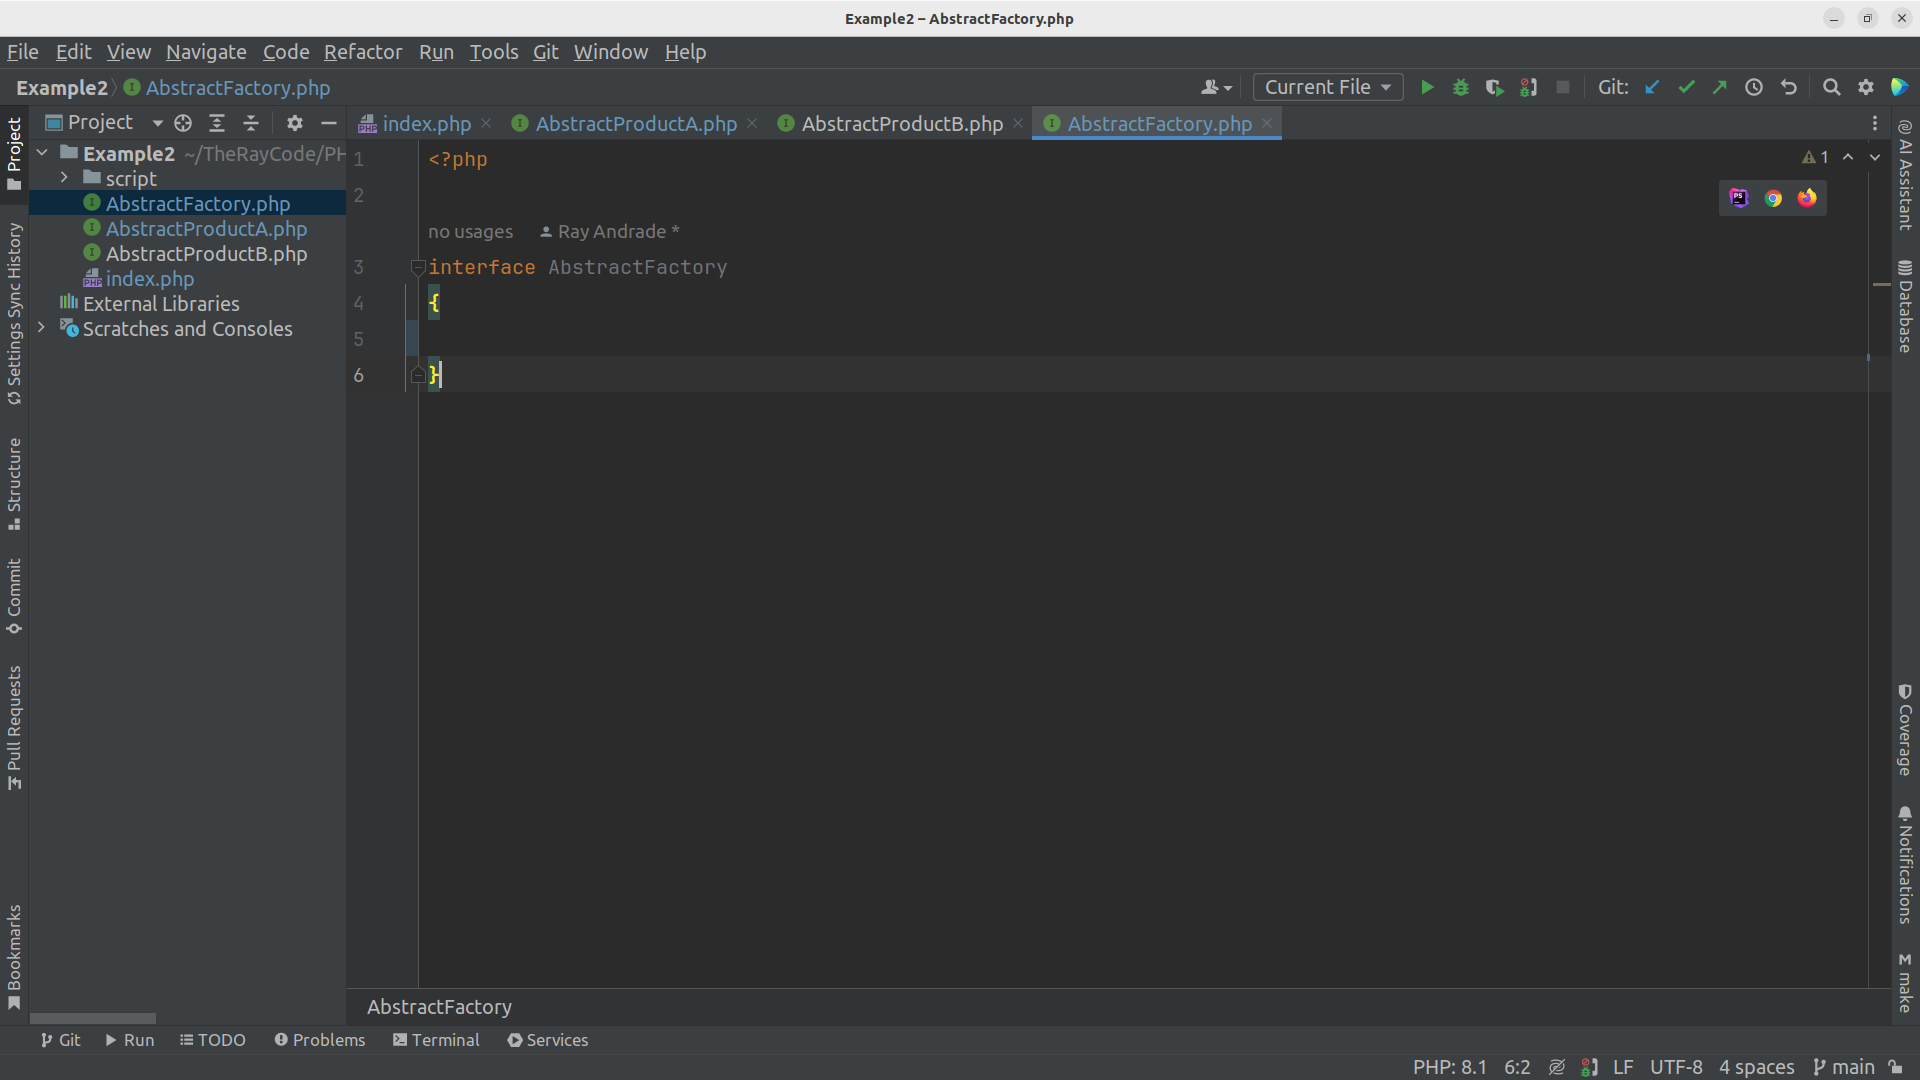 Example2 – AbstractFactory.php
File Edit View Navigate Code Refactor Run Tools Git Window Help
Example2 AbstractFactory.php
Current File
Git:
Project
index.php
AbstractProductA.php
AbstractProductB.php
AbstractFactory.php
Example2 ~/TheRayCode/PH
script
AbstractFactory.php
AbstractProductA.php
AbstractProductB.php
index.php
External Libraries
Scratches and Consoles
1 <?php
2
no usages Ray Andrade *
3 interface AbstractFactory
4 {
5
6 }
1
AbstractFactory
Project
Settings Sync History
Structure
Commit
Pull Requests
Bookmarks
AI Assistant
Database
Coverage
Notifications
make
Git Run TODO Problems Terminal Services
PHP: 8.1 6:2 LF UTF-8 4 spaces main